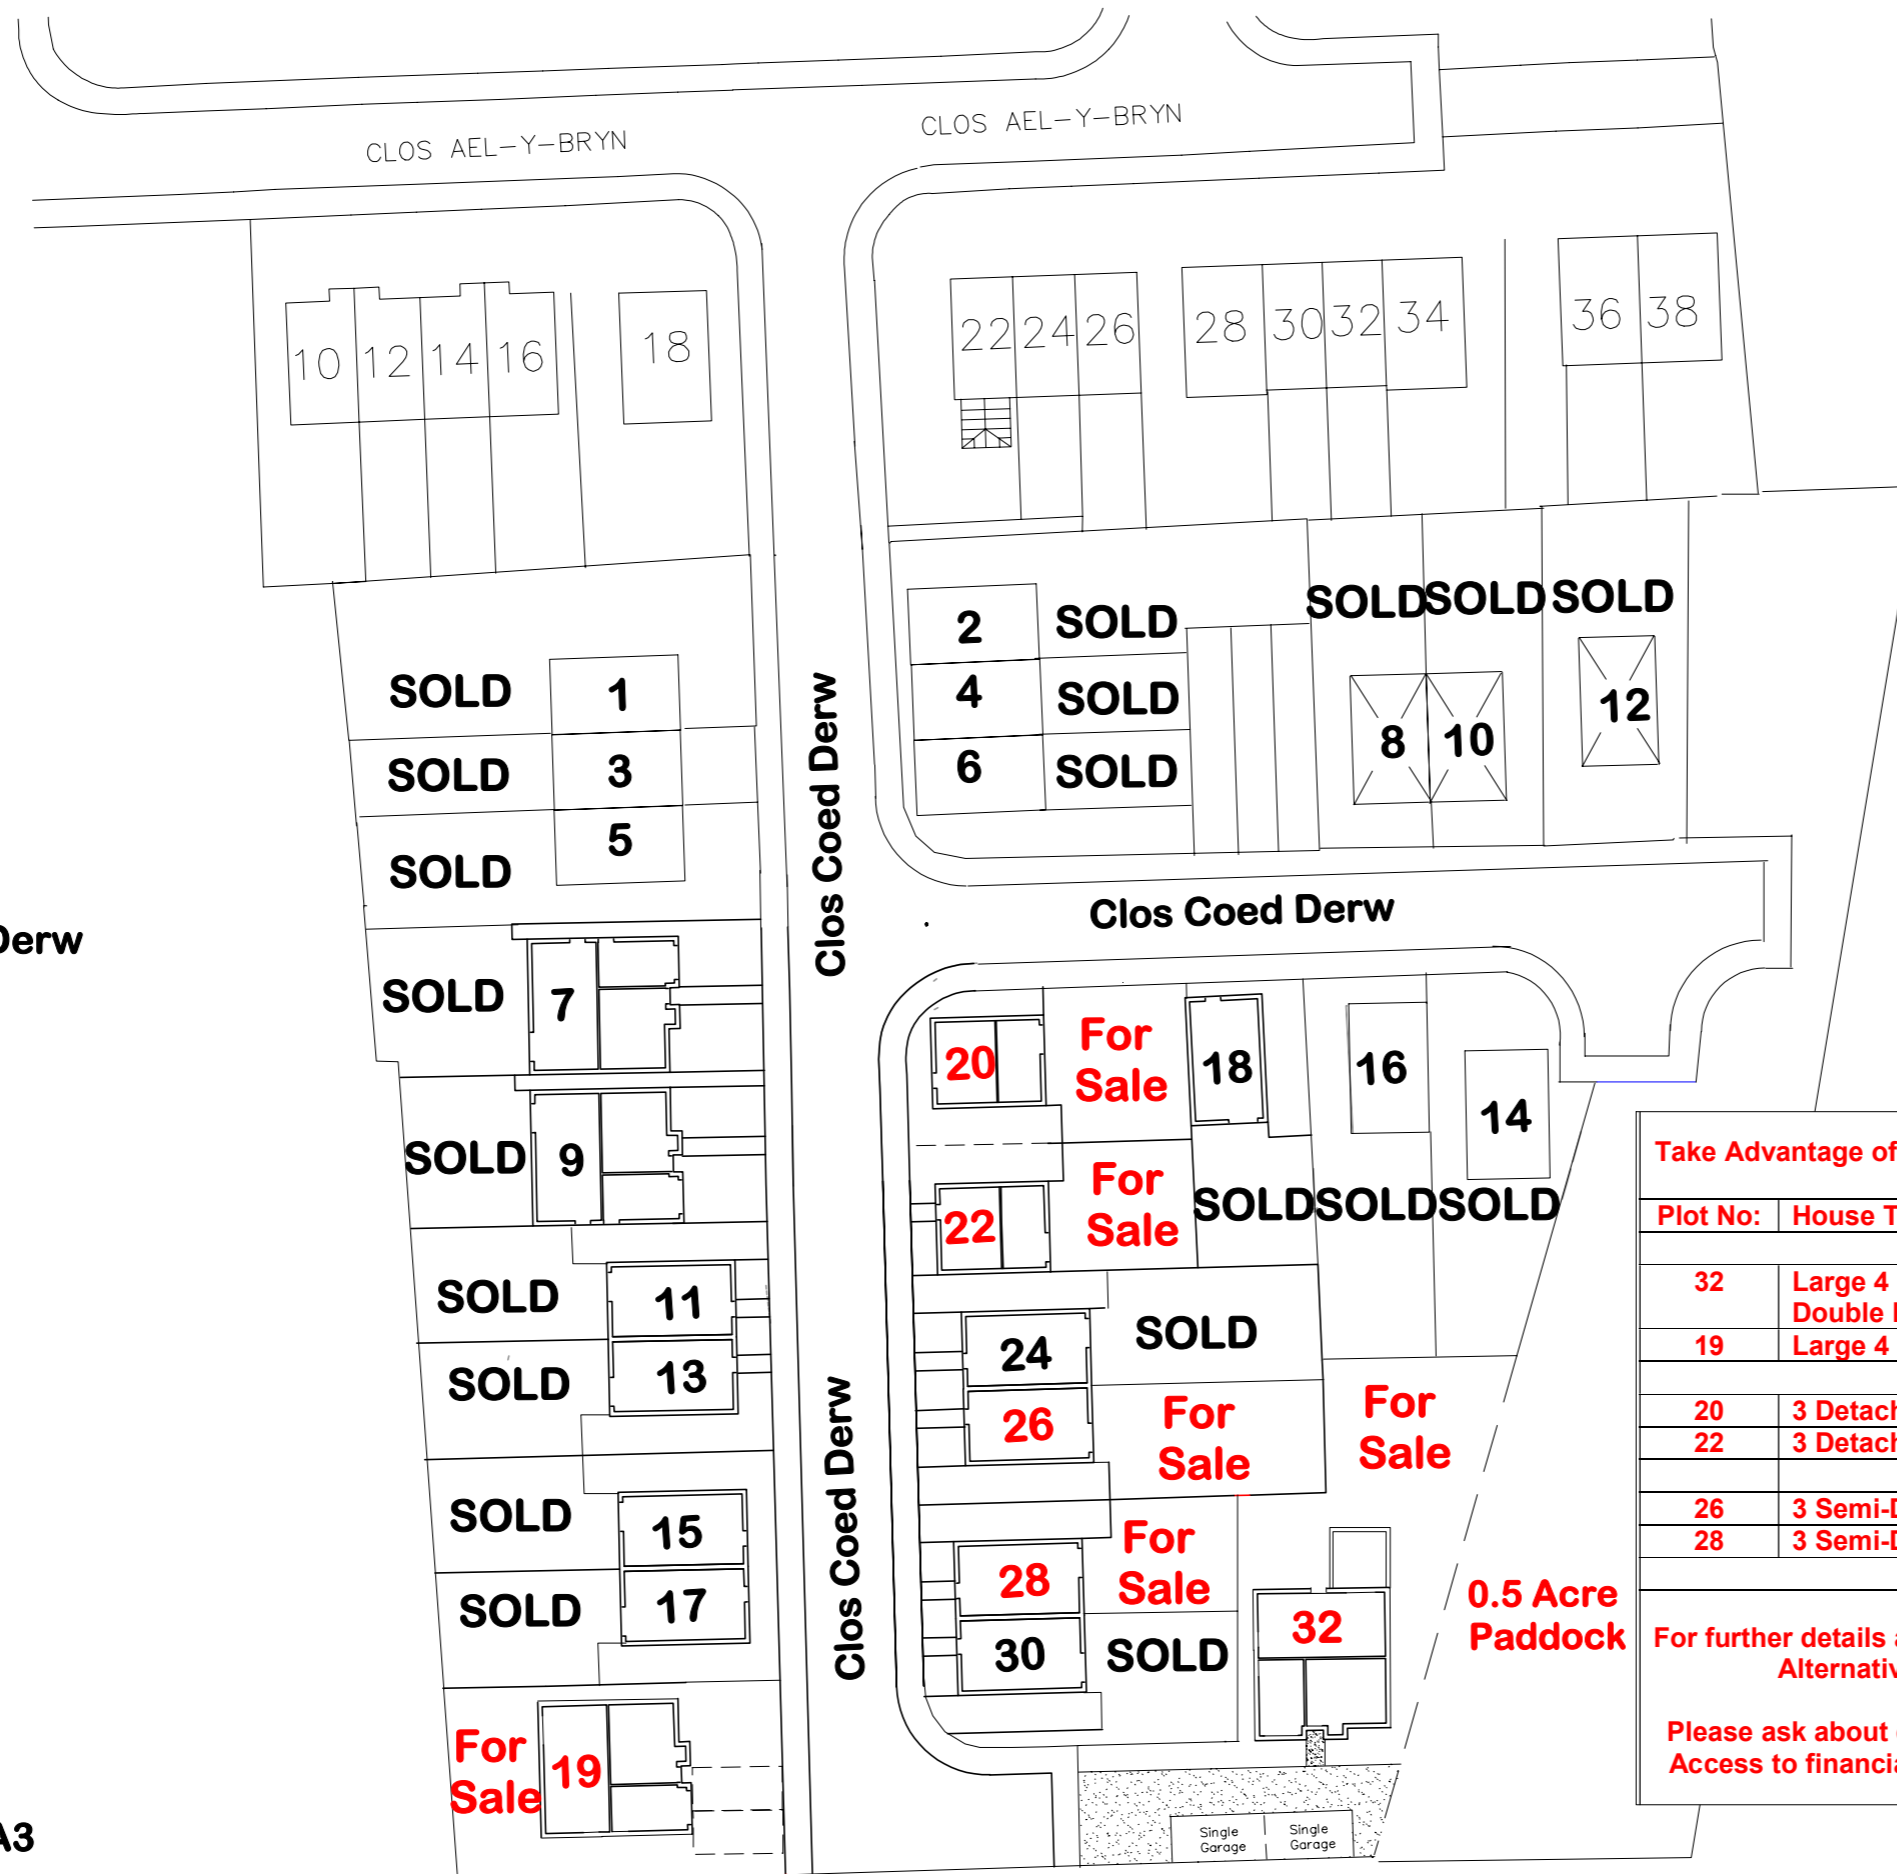 CLOS AEL-Y-BRYN
CLOS AEL-Y-BRYN
10 12 14 16 18
22 24 26 28 30 32 34 36 38
SOLD SOLD SOLD
2 SOLD
4 SOLD
6 SOLD
8 10 12
SOLD 1
SOLD 3
SOLD 5
Clos Coed Derw
Clos Coed Derw
Derw
SOLD 7
SOLD 9
SOLD 11
SOLD 13
SOLD 15
SOLD 17
For
Sale
19
Clos Coed Derw
20
For
Sale
18 16 14
22
For
Sale
SOLD SOLD SOLD
24 SOLD
26
For
Sale
For
Sale
28
For
Sale
30 SOLD
32
0.5 Acre
Paddock
Single
Garage
Single
Garage
A3
Take Advantage of
Plot No: House T
32 Large 4
Double
19 Large 4
20 3 Detach
22 3 Detach
26 3 Semi-D
28 3 Semi-D
For further details a
Alternativ
Please ask about
Access to financia